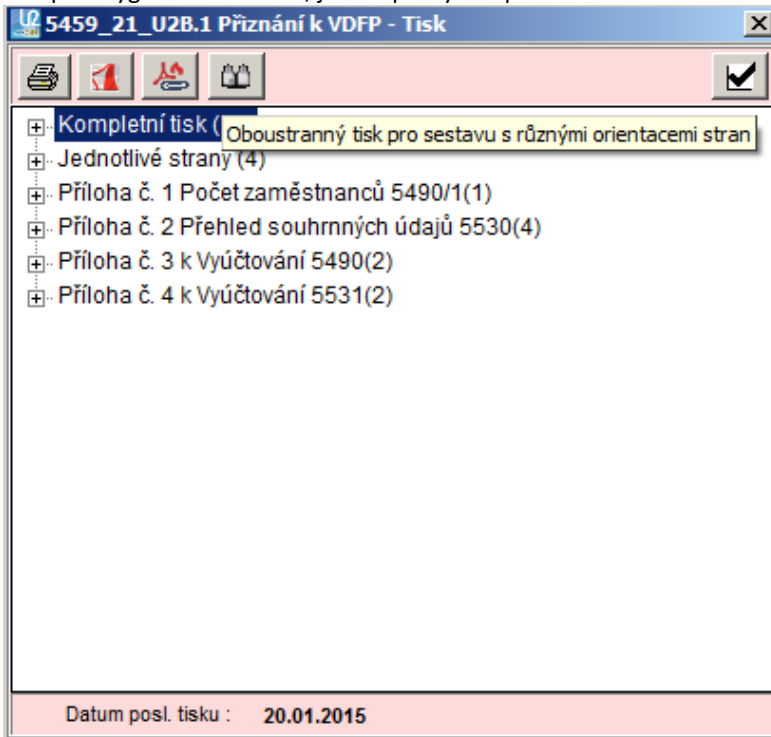 5459_21_U2B.1 Přiznání k VDFP - Tisk
Kompletní tisk (
Oboustranný tisk pro sestavu s různými orientacemi stran
Jednotlivé strany (4)
Příloha č. 1 Počet zaměstnanců 5490/1(1)
Příloha č. 2 Přehled souhrnných údajů 5530(4)
Příloha č. 3 k Vyúčtování 5490(2)
Příloha č. 4 k Vyúčtování 5531(2)
Datum posl. tisku : 20.01.2015